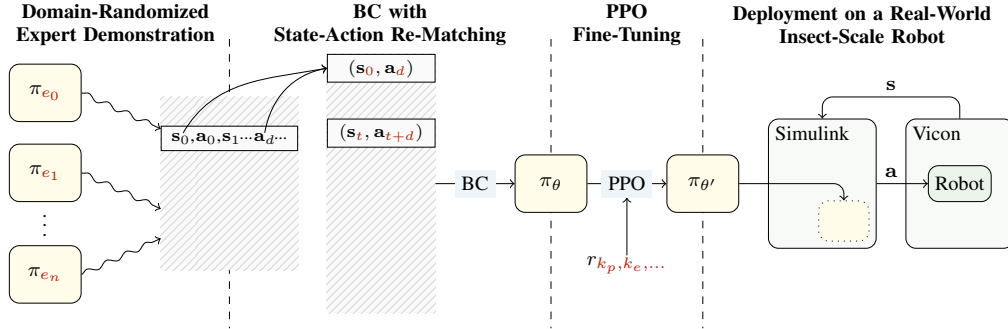 Domain-Randomized
Expert Demonstration
BC with
State-Action Re-Matching
PPO
Fine-Tuning
Deployment on a Real-World
Insect-Scale Robot
π_{e_0}
π_{e_1}
⋮
π_{e_n}
s_0,a_0,s_1···a_d···
(s_0, a_d)
(s_t, a_{t+d})
BC
π_θ
PPO
r_{k_p,k_e,...}
π_{θ'}
s
Simulink
Vicon
a
Robot